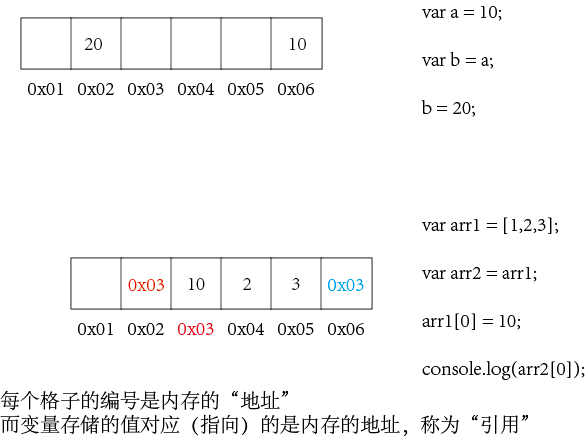 var a = 10;
20 10
var b = a;
0x01 0x02 0x03 0x04 0x05 0x06
b = 20;
var arr1 = [1,2,3];
var arr2 = arr1;
0x03 10 2 3 0x03
arr1[0] = 10;
0x01 0x02 0x03 0x04 0x05 0x06
console.log(arr2[0]);
每个格子的编号是内存的“地址”
而变量存储的值对应（指向）的是内存的地址，称为“引用”